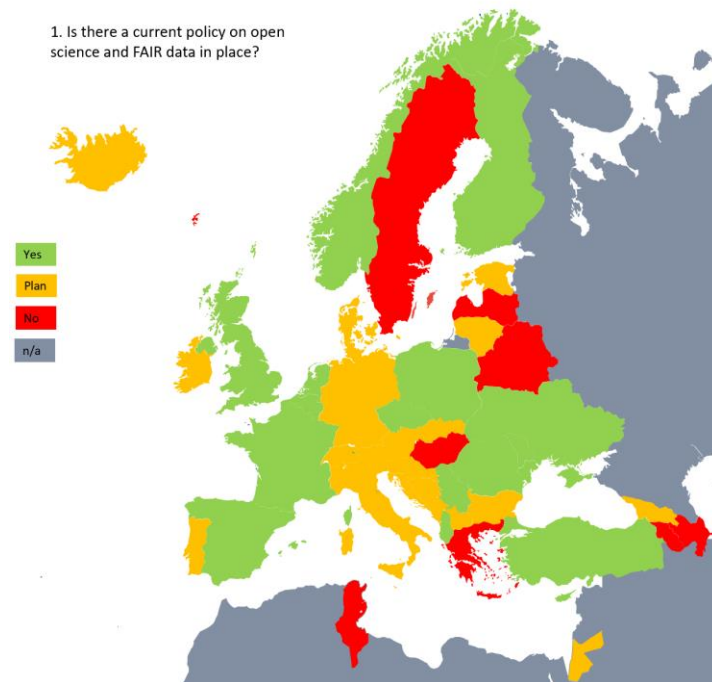 1. Is there a current policy on open
science and FAIR data in place?
Yes
Plan
No
n/a